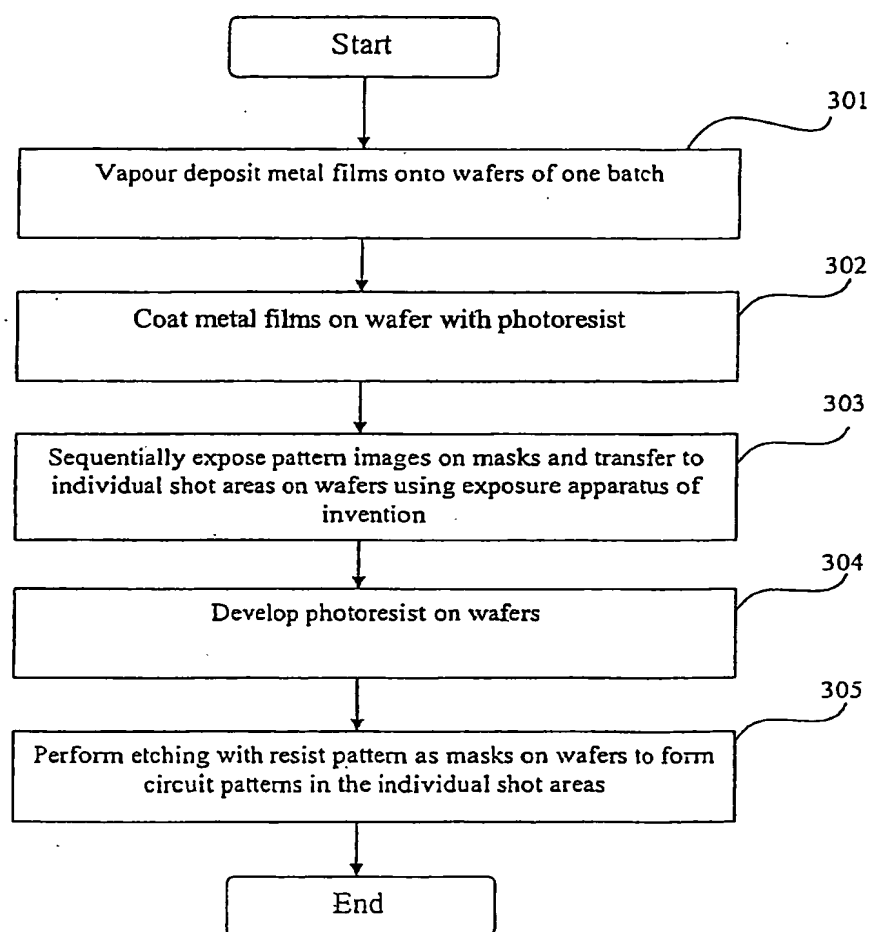 Start
301
Vapour deposit metal films onto wafers of one batch
302
Coat metal films on wafer with photoresist
303
Sequentially expose pattern images on masks and transfer to
individual shot areas on wafers using exposure apparatus of
invention
304
Develop photoresist on wafers
305
Perform etching with resist pattern as masks on wafers to form
circuit patterns in the individual shot areas
End